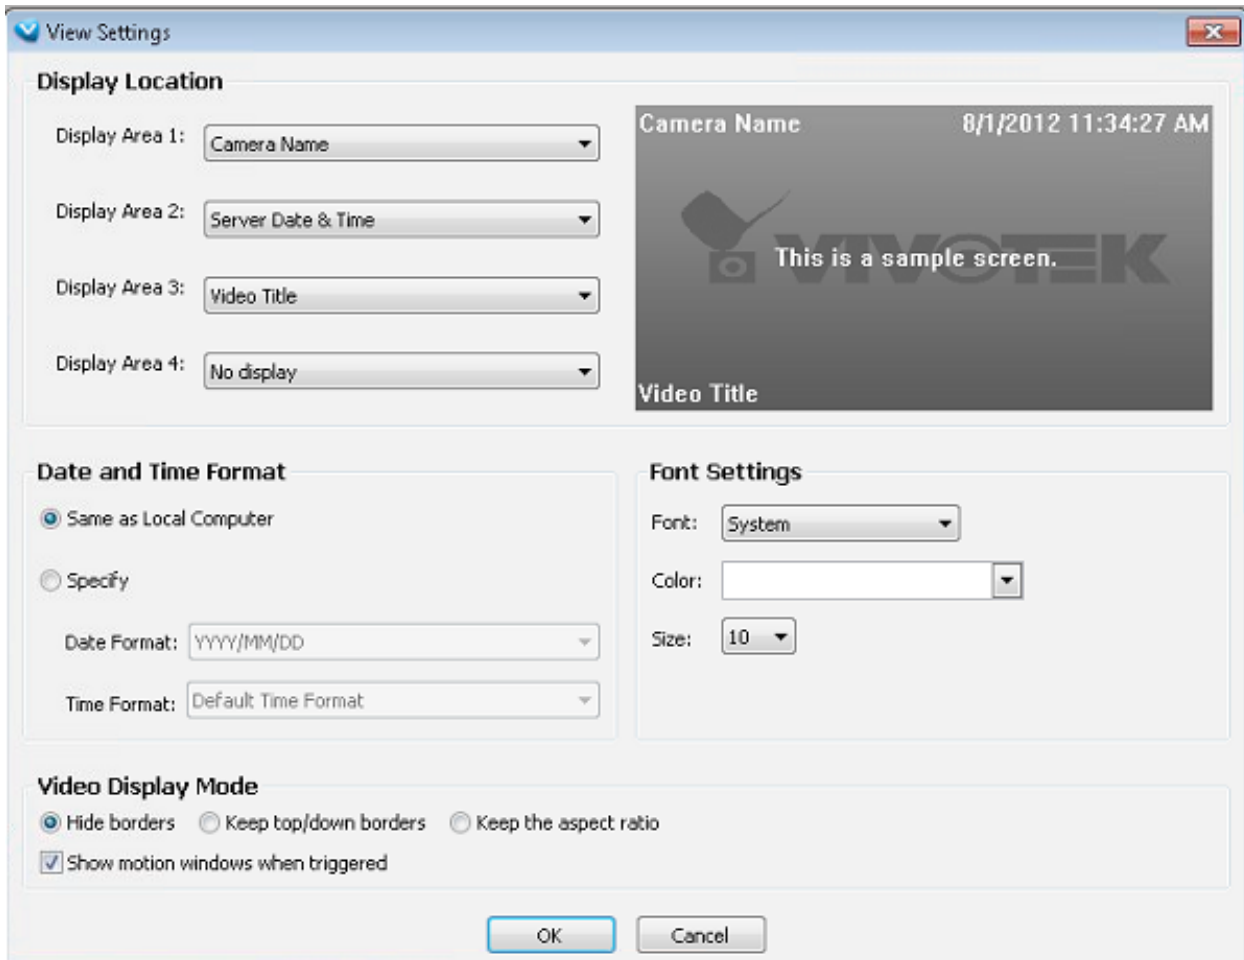 View Settings
Display Location
Display Area 1: Camera Name
Display Area 2: Server Date & Time
Display Area 3: Video Title
Display Area 4: No display
Camera Name 8/1/2012 11:34:27 AM
VIVOTEK
This is a sample screen.
Video Title
Date and Time Format
Same as Local Computer
Specify
Date Format: YYYY/MM/DD
Time Format: Default Time Format
Font Settings
Font: System
Color:
Size: 10
Video Display Mode
Hide borders Keep top/down borders Keep the aspect ratio
Show motion windows when triggered
OK Cancel